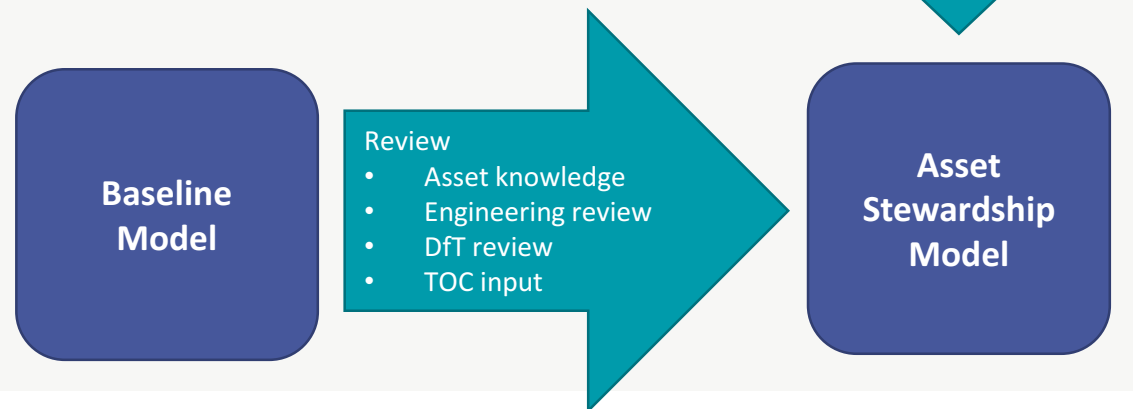 Baseline
Model
Review
• Asset knowledge
• Engineering review
• DfT review
• TOC input
Asset
Stewardship
Model